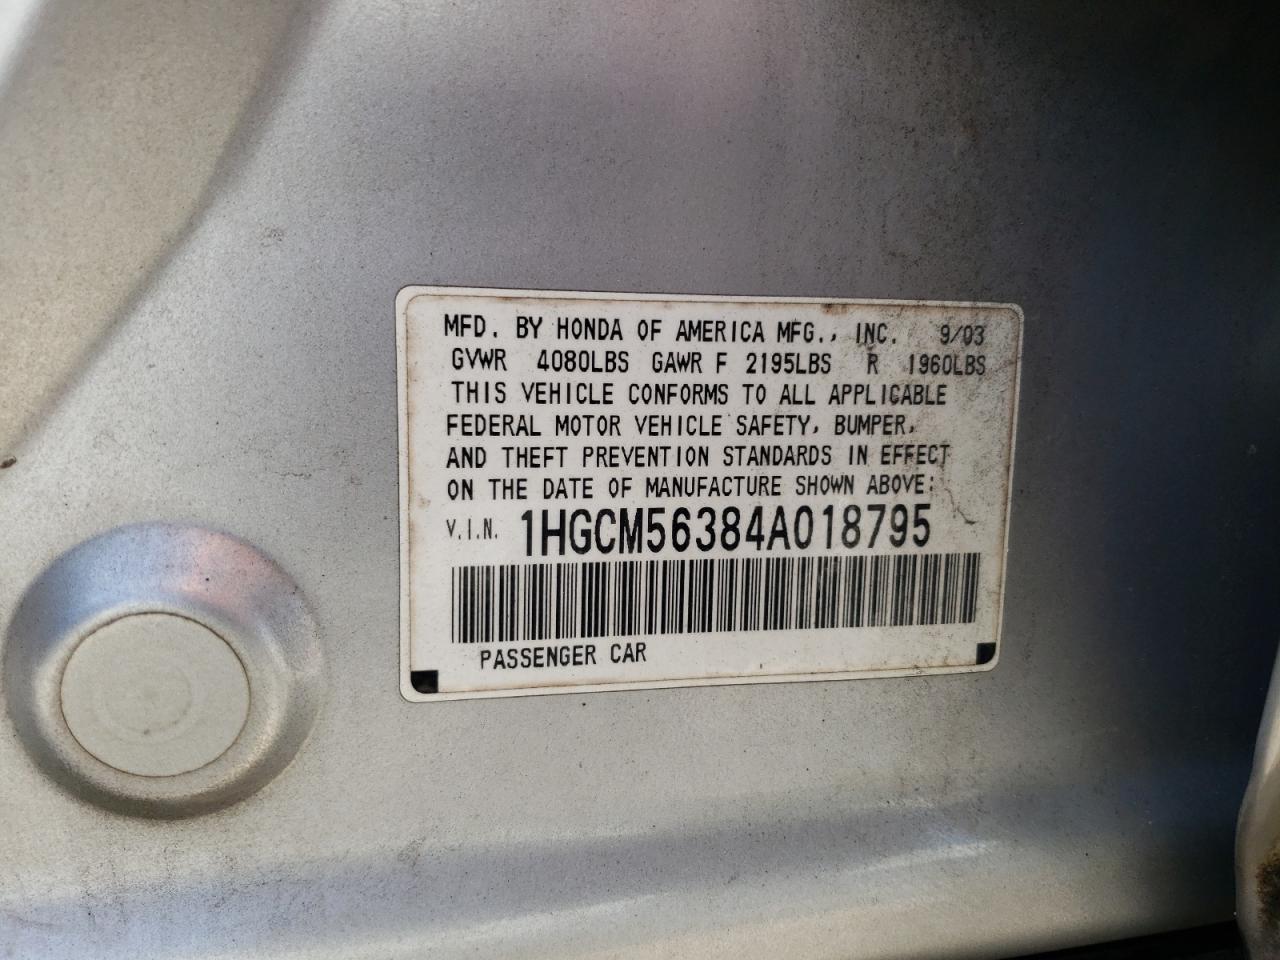 MFD. BY HONDA OF AMERICA MFG., INC. 9/03
GVWR 4080LBS GAWR F 2195LBS R 1960LBS
THIS VEHICLE CONFORMS TO ALL APPLICABLE
FEDERAL MOTOR VEHICLE SAFETY, BUMPER,
AND THEFT PREVENTION STANDARDS IN EFFECT
ON THE DATE OF MANUFACTURE SHOWN ABOVE:
V.I.N. 1HGCM56384A018795
PASSENGER CAR